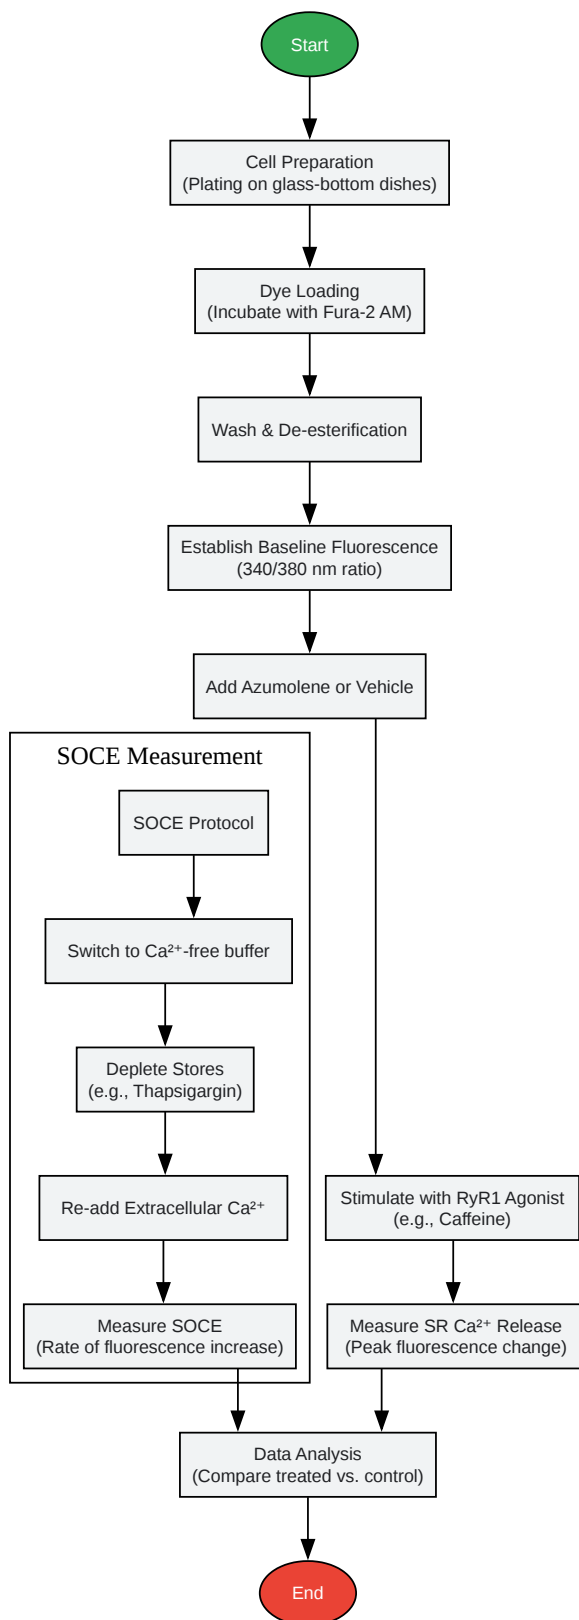 Start
Cell Preparation
(Plating on glass-bottom dishes)
Dye Loading
(Incubate with Fura-2 AM)
Wash & De-esterification
Establish Baseline Fluorescence
(340/380 nm ratio)
Add Azumolene or Vehicle
SOCE Measurement
SOCE Protocol
Switch to Ca²⁺-free buffer
Deplete Stores
(e.g., Thapsigargin)
Re-add Extracellular Ca²⁺
Measure SOCE
(Rate of fluorescence increase)
Stimulate with RyR1 Agonist
(e.g., Caffeine)
Measure SR Ca²⁺ Release
(Peak fluorescence change)
Data Analysis
(Compare treated vs. control)
End